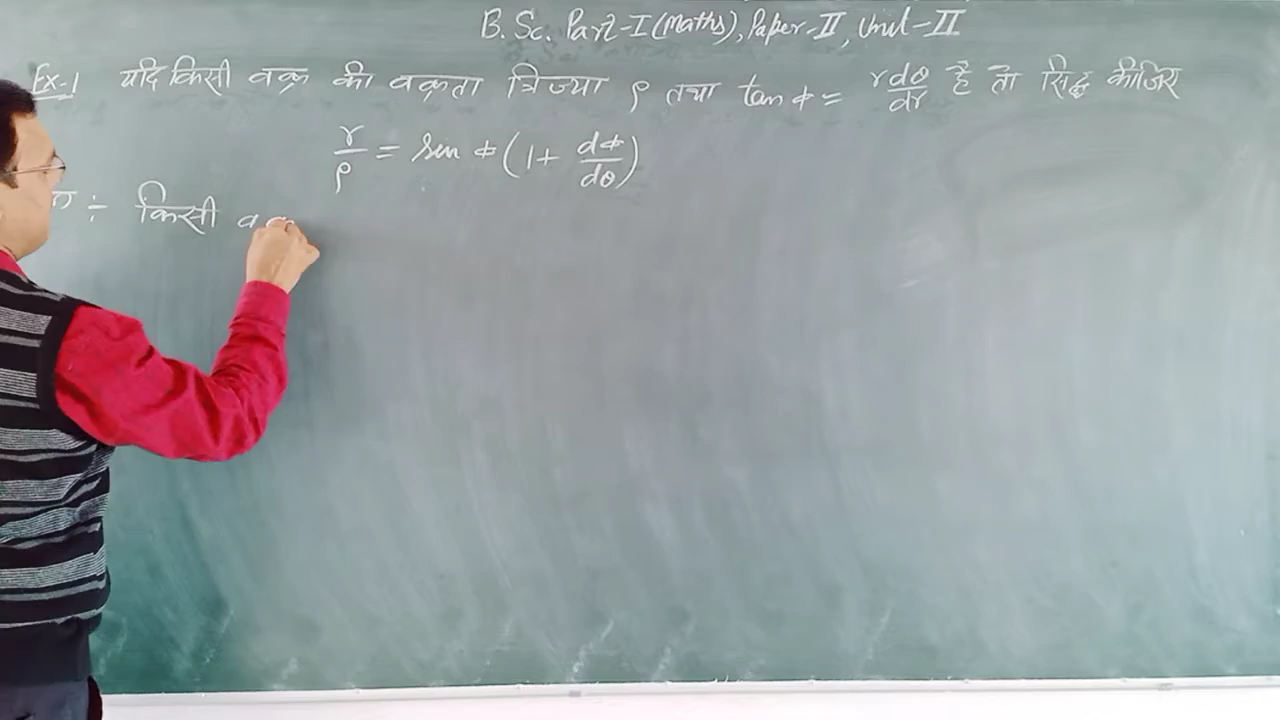 B.Sc. Part-I (Maths), Paper-II, Unit-II
Ex-1 यदि किसी वक्र की वक्रता त्रिज्या ρ तथा tan φ = r dθ/dr है तो सिद्ध कीजिए
r/ρ = sin φ (1 + dφ/dθ)
÷ किसी